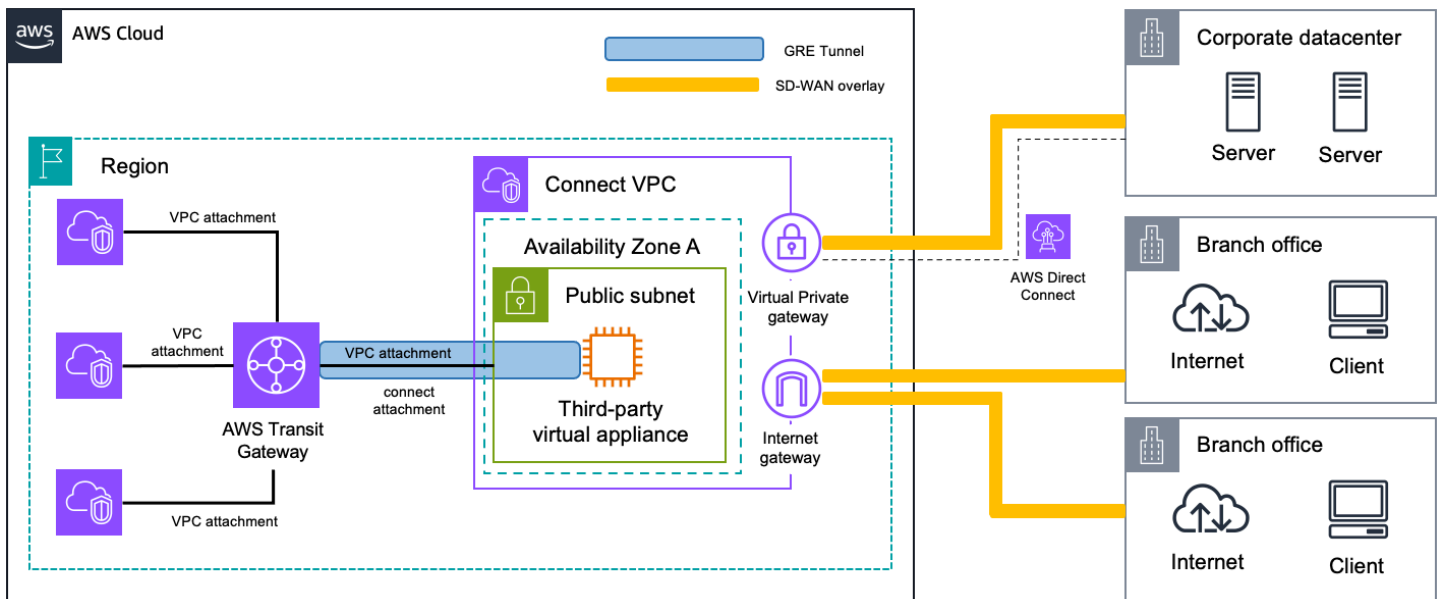 aws
AWS Cloud
GRE Tunnel
SD-WAN overlay
Corporate datacenter
Server
Server
Region
VPC attachment
Connect VPC
Availability Zone A
Public subnet
Virtual Private
gateway
AWS Direct
Connect
Branch office
Internet
Client
VPC
attachment
VPC attachment
connect
attachment
Third-party
virtual appliance
AWS Transit
Gateway
Internet
gateway
Branch office
Internet
Client
VPC attachment